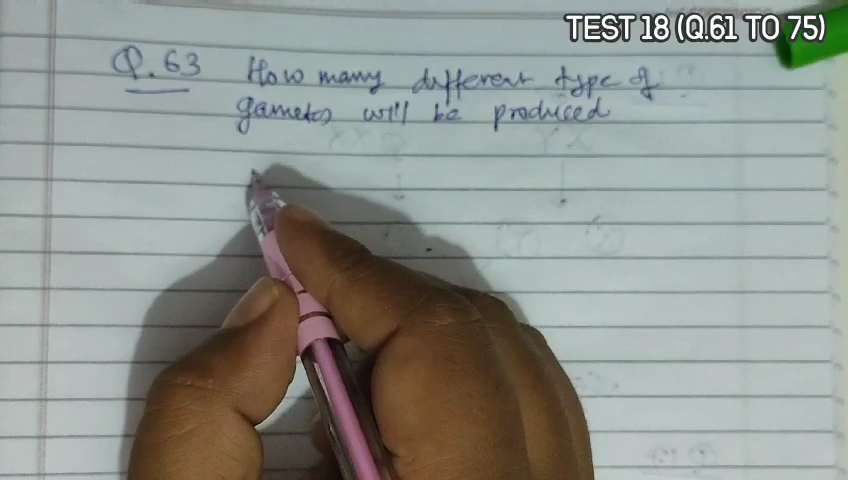 TEST 18 (Q.61 TO 75)
Q.63 How many different type of
gametes will be produced